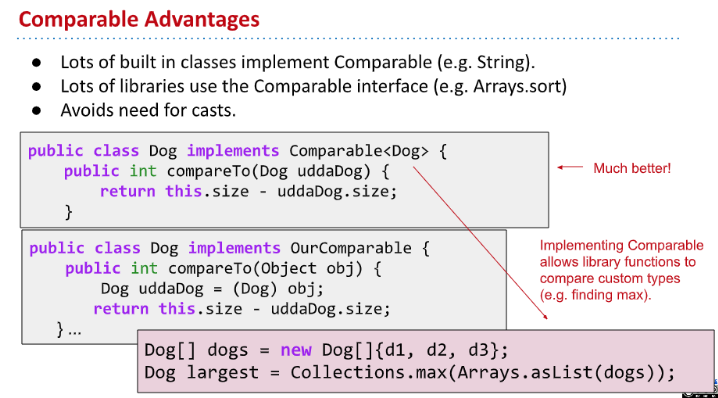 Comparable Advantages
● Lots of built in classes implement Comparable (e.g. String).
● Lots of libraries use the Comparable interface (e.g. Arrays.sort)
● Avoids need for casts.
public class Dog implements Comparable<Dog> {
public int compareTo(Dog uddaDog) {
return this.size - uddaDog.size;
}
Much better!
public class Dog implements OurComparable {
public int compareTo(Object obj) {
Dog uddaDog = (Dog) obj;
return this.size - uddaDog.size;
} ...
Implementing Comparable
allows library functions to
compare custom types
(e.g. finding max).
Dog[] dogs = new Dog[]{d1, d2, d3};
Dog largest = Collections.max(Arrays.asList(dogs));